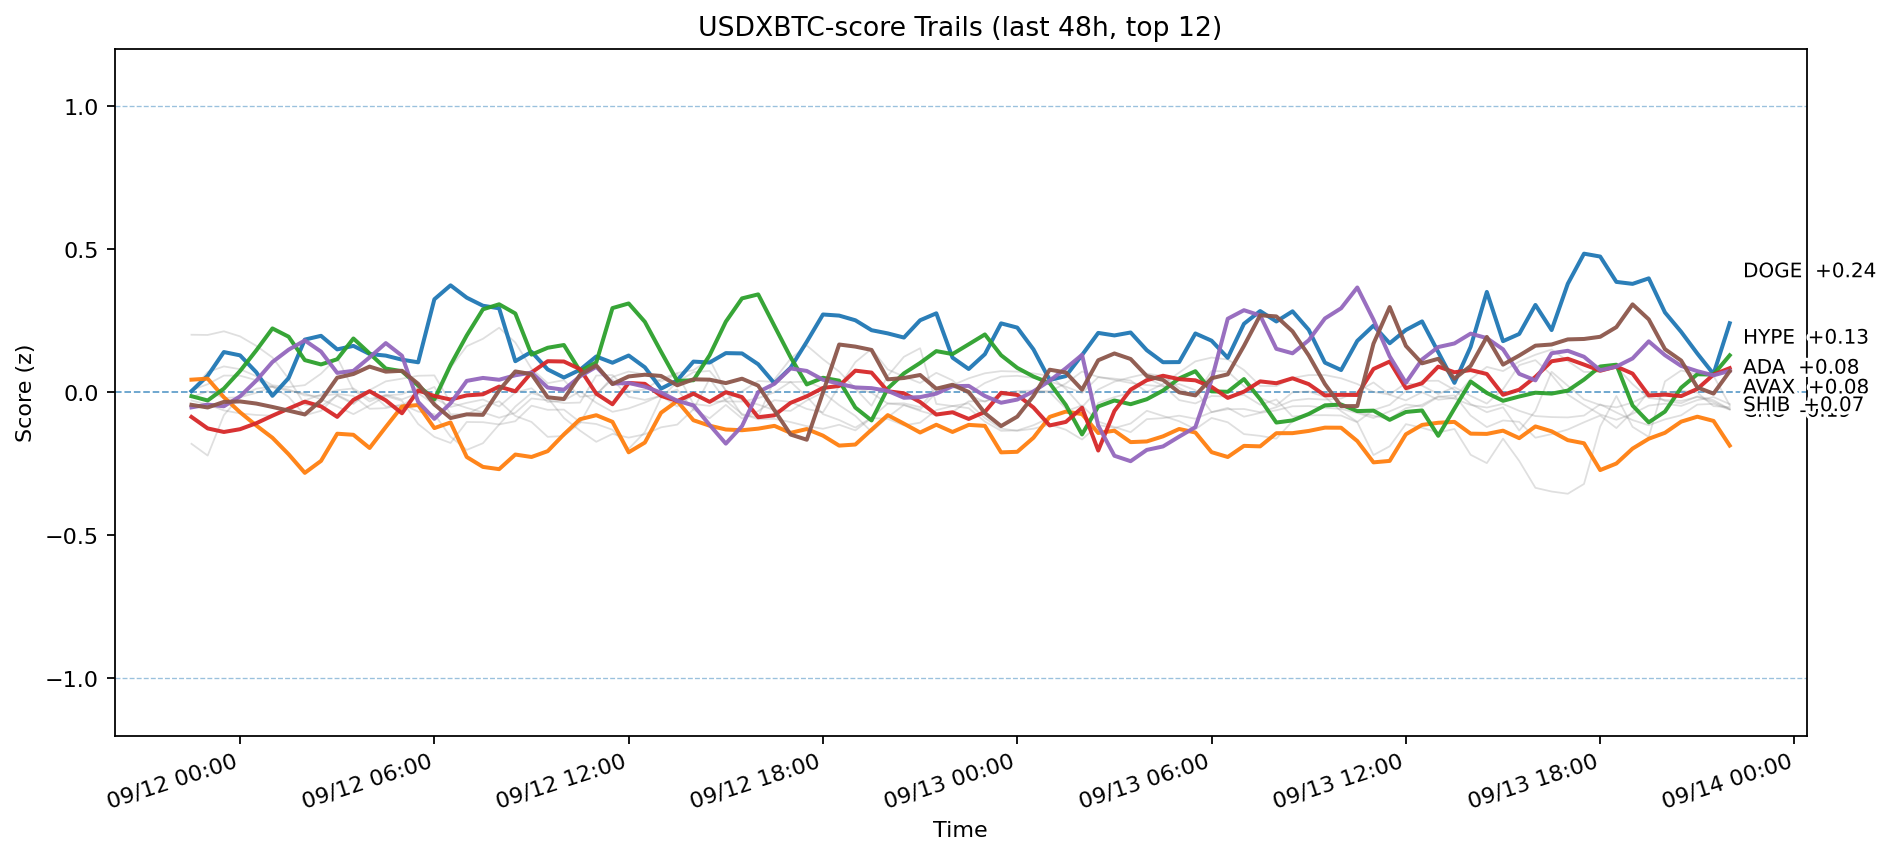 USDXBTC-score Trails (last 48h, top 12)
Score (z)
1.0
0.5
0.0
−0.5
−1.0
DOGE +0.24
HYPE +0.13
ADA +0.08
AVAX +0.08
SHIB +0.07
09/12 00:00
09/12 06:00
09/12 12:00
09/12 18:00
09/13 00:00
09/13 06:00
09/13 12:00
09/13 18:00
09/14 00:00
Time